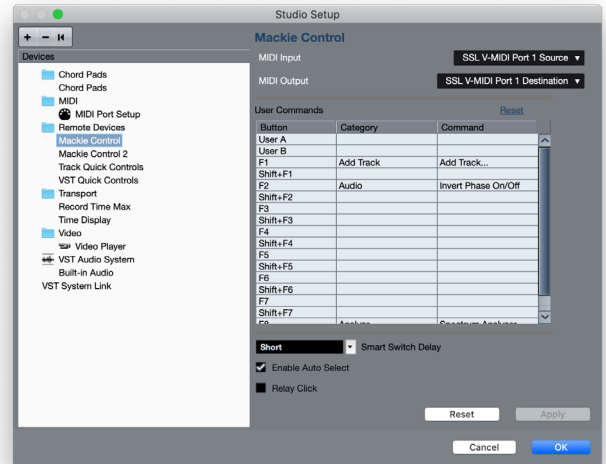 Studio Setup
+ -
Devices
Chord Pads
Chord Pads
MIDI
MIDI Port Setup
Remote Devices
Mackie Control
Mackie Control 2
Track Quick Controls
VST Quick Controls
Transport
Record Time Max
Time Display
Video
Video Player
VST Audio System
Built-in Audio
VST System Link
Mackie Control
MIDI Input SSL V-MIDI Port 1 Source
MIDI Output SSL V-MIDI Port 1 Destination
User Commands Reset
Button Category Command
User A
User B
F1 Add Track Add Track...
Shift+F1
F2 Audio Invert Phase On/Off
Shift+F2
F3
Shift+F3
F4
Shift+F4
F5
Shift+F5
F6
Shift+F6
F7
Shift+F7
F8 Analyze Spectrum Analyzer
Short Smart Switch Delay
Enable Auto Select
Relay Click
Reset Apply
Cancel OK